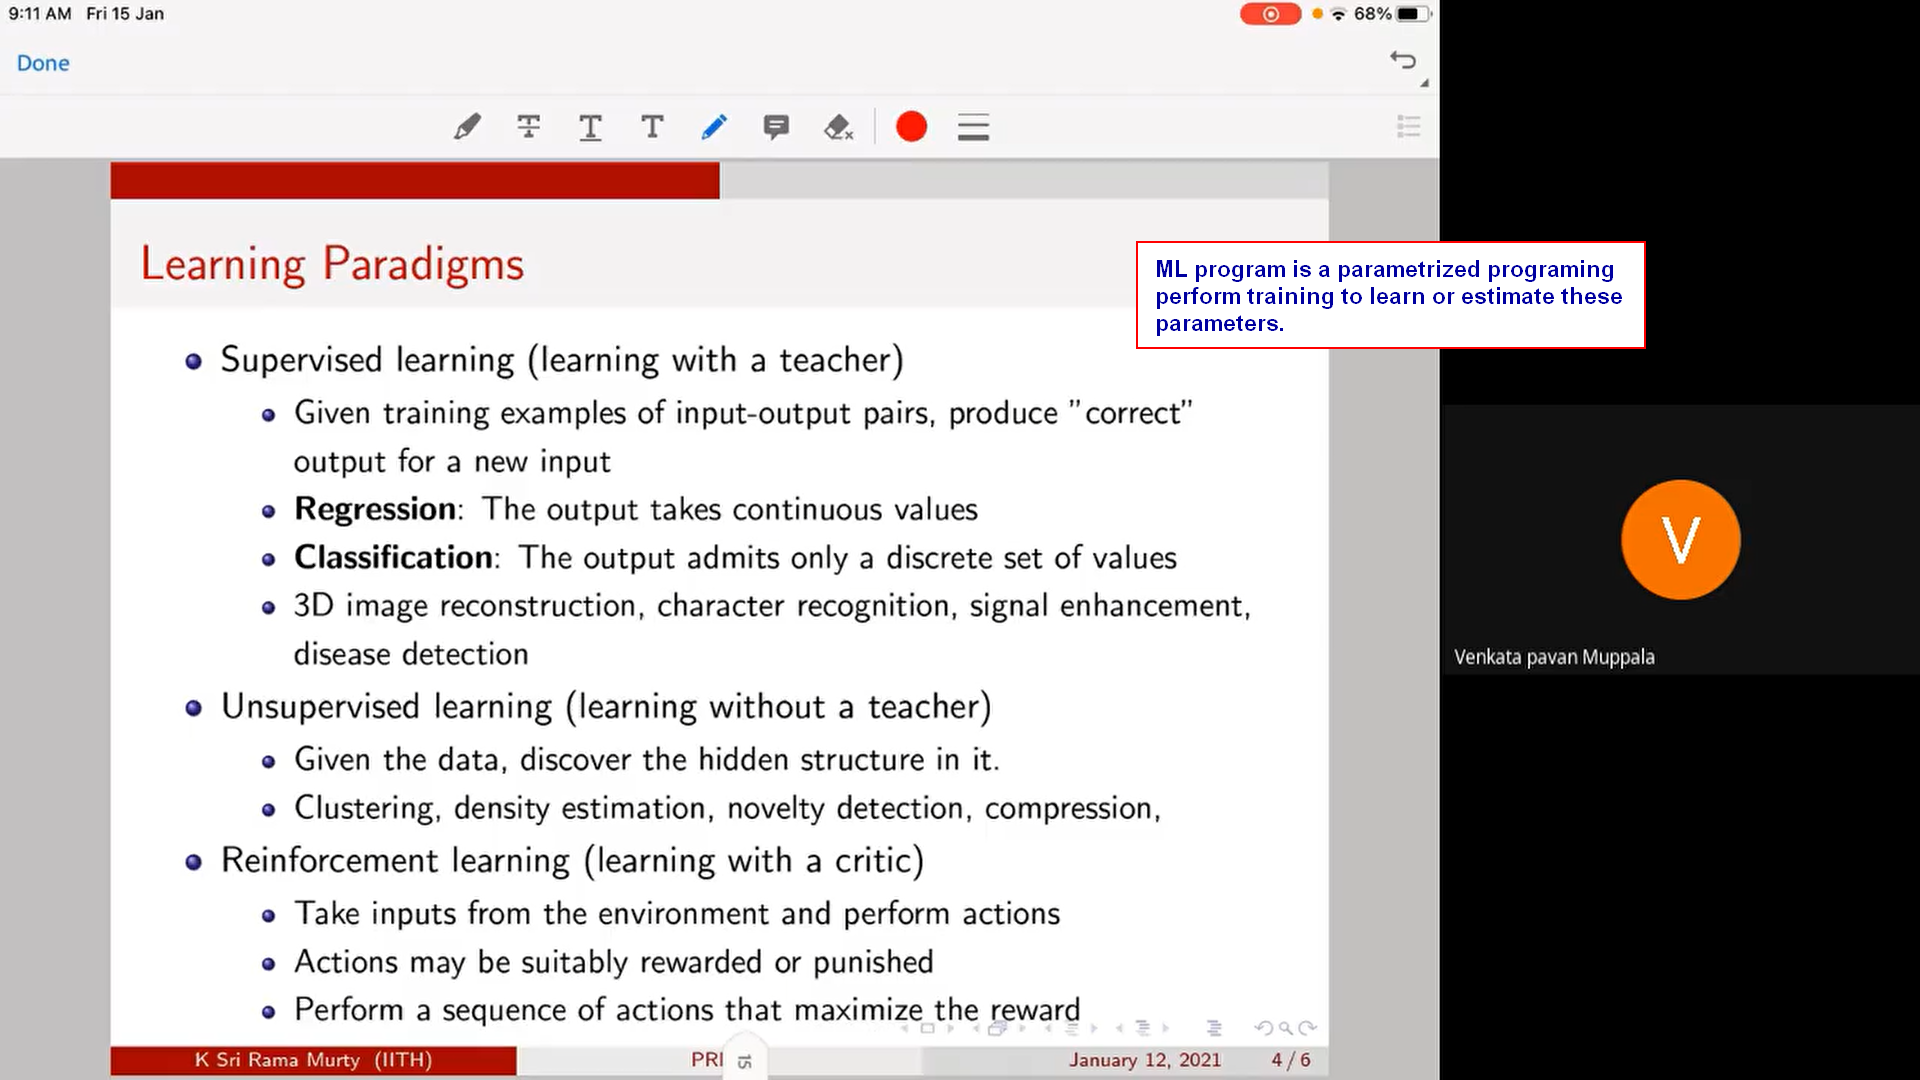 9:11 AM Fri 15 Jan
68%
Done
Learning Paradigms
ML program is a parametrized programing
perform training to learn or estimate these
parameters.
Supervised learning (learning with a teacher)
Given training examples of input-output pairs, produce ”correct”
output for a new input
Regression: The output takes continuous values
Classification: The output admits only a discrete set of values
3D image reconstruction, character recognition, signal enhancement,
disease detection
Unsupervised learning (learning without a teacher)
Given the data, discover the hidden structure in it.
Clustering, density estimation, novelty detection, compression,
Reinforcement learning (learning with a critic)
Take inputs from the environment and perform actions
Actions may be suitably rewarded or punished
Perform a sequence of actions that maximize the reward
K Sri Rama Murty (IITH)
15
January 12, 2021
4 / 6
V
Venkata pavan Muppala